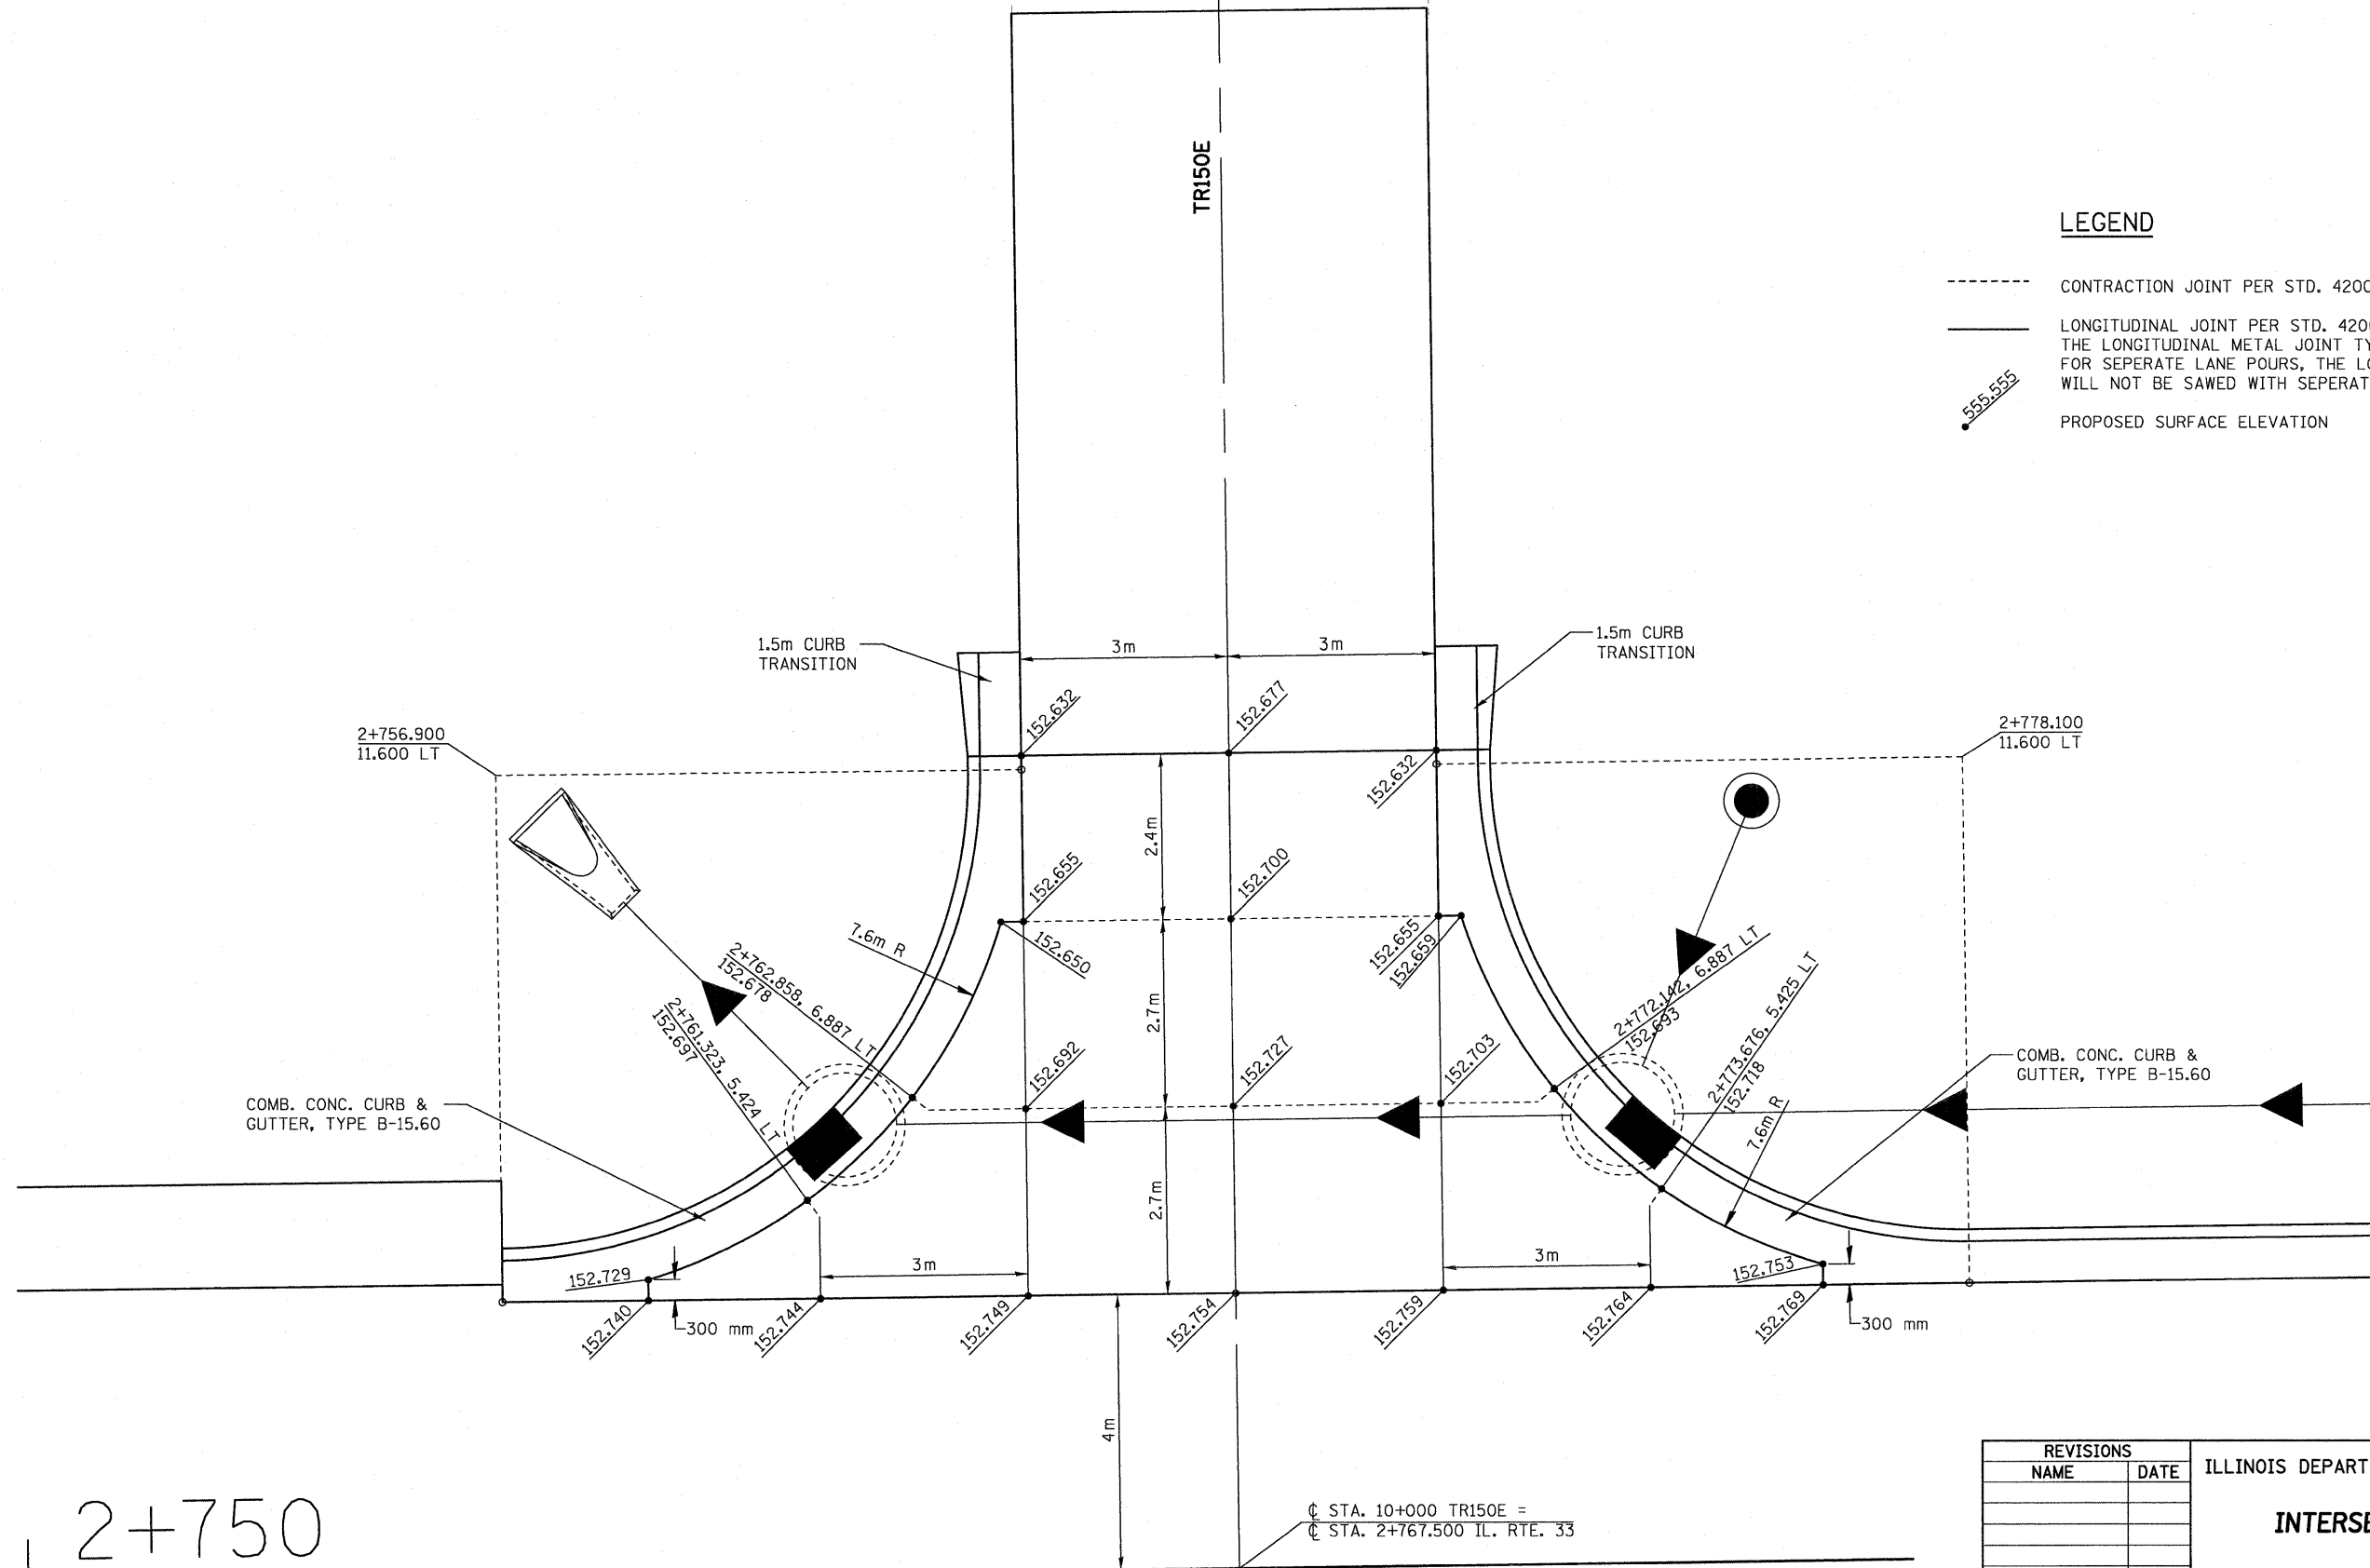 TR150E
LEGEND
CONTRACTION JOINT PER STD. 4200
LONGITUDINAL JOINT PER STD. 420
THE LONGITUDINAL METAL JOINT TY
FOR SEPERATE LANE POURS, THE LO
WILL NOT BE SAWED WITH SEPERAT
555.555
PROPOSED SURFACE ELEVATION
1.5m CURB
TRANSITION
3m
3m
1.5m CURB
TRANSITION
152.632
152.677
152.632
2+756.900
11.600 LT
2+778.100
11.600 LT
2.4m
152.655
152.700
152.655
152.659
152.650
7.6m R
2+762.858, 6.887 LT
152.678
2+761.323, 5.424 LT
152.697
2+772.142, 6.887 LT
152.693
2+773.676, 5.425 LT
152.718
2.7m
152.692
152.727
152.703
7.6m R
COMB. CONC. CURB &
GUTTER, TYPE B-15.60
COMB. CONC. CURB &
GUTTER, TYPE B-15.60
2.7m
3m
3m
152.729
152.753
300 mm
300 mm
152.740
152.744
152.749
152.754
152.759
152.764
152.769
4m
℄ STA. 10+000 TR150E =
℄ STA. 2+767.500 IL. RTE. 33
2+750
REVISIONS
NAME DATE
ILLINOIS DEPART
INTERSE